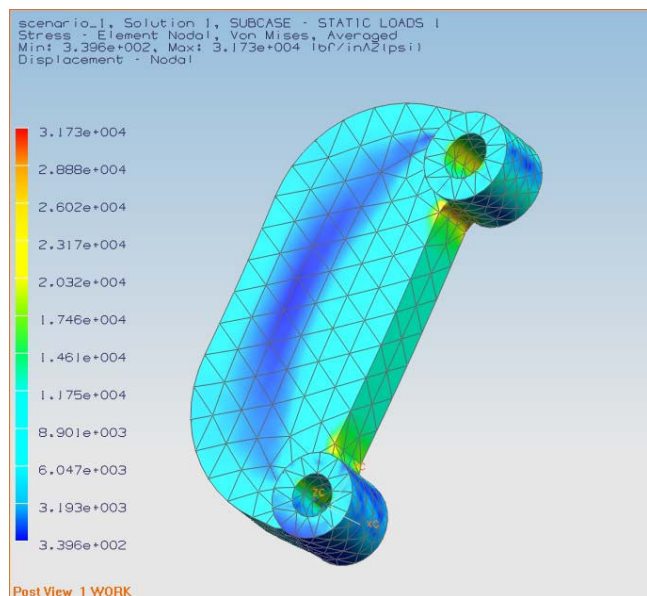 scenario_1, Solution 1, SUBCASE - STATIC LOADS 1
Stress - Element Nodal, Von Mises, Averaged
Min: 3.396e+002, Max: 3.173e+004 lbf/in^2(psi)
Displacement - Nodal
3.173e+004
2.888e+004
2.602e+004
2.317e+004
2.032e+004
1.746e+004
1.461e+004
1.175e+004
8.901e+003
6.047e+003
3.193e+003
3.396e+002
ZC
XC
Post View 1 WORK